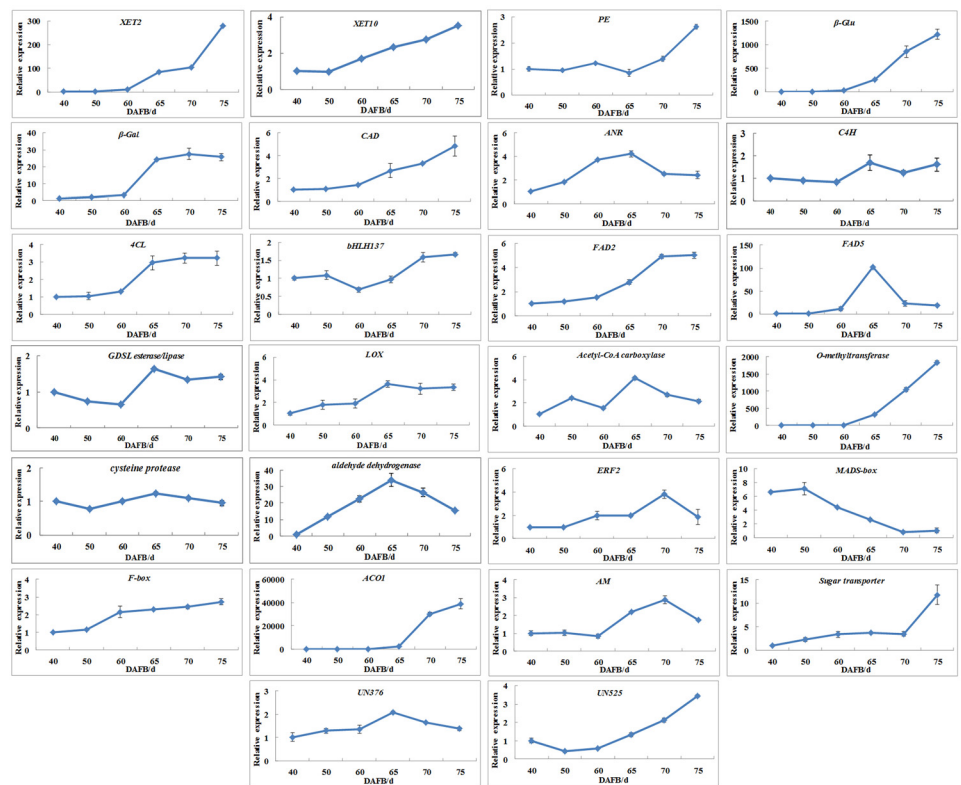 XET2
Relative expression
300
200
100
0
40 50 60 65 70 75
DAFB/d
XET10
Relative expression
4
2
0
40 50 60 65 70 75
DAFB/d
PE
Relative expression
3
2
1
0
40 50 60 65 70 75
DAFB/d
β-Glu
Relative expression
1500
1000
500
0
40 50 60 65 70 75
DAFB/d
β-Gal
Relative expression
40
30
20
10
0
40 50 60 65 70 75
DAFB/d
CAD
Relative expression
6
4
2
0
40 50 60 65 70 75
DAFB/d
ANR
Relative expression
6
4
2
0
40 50 60 65 70 75
DAFB/d
C4H
Relative expression
3
2
1
0
40 50 60 65 70 75
DAFB/d
4CL
Relative expression
4
3
2
1
0
40 50 60 65 70 75
DAFB/d
bHLH137
Relative expression
2
1.5
1
0.5
0
40 50 60 65 70 75
DAFB/d
FAD2
Relative expression
6
4
2
0
40 50 60 65 70 75
DAFB/d
FAD5
Relative expression
150
100
50
0
40 50 60 65 70 75
DAFB/d
GDSL esterase/lipase
Relative expression
2
1
0
40 50 60 65 70 75
DAFB/d
LOX
Relative expression
6
4
2
0
40 50 60 65 70 75
DAFB/d
Acetyl-CoA carboxylase
Relative expression
6
4
2
0
40 50 60 65 70 75
DAFB/d
O-methyltransferase
Relative expression
2000
1500
1000
500
0
40 50 60 65 70 75
DAFB/d
cysteine protease
Relative expression
2
1
0
40 50 60 65 70 75
DAFB/d
aldehyde dehydrogenase
Relative expression
40
30
20
10
0
40 50 60 65 70 75
DAFB/d
ERF2
Relative expression
6
4
2
0
40 50 60 65 70 75
DAFB/d
MADS-box
Relative expression
10
8
6
4
2
0
40 50 60 65 70 75
DAFB/d
F-box
Relative expression
4
3
2
1
0
40 50 60 65 70 75
DAFB/d
ACO1
Relative expression
60000
40000
20000
0
40 50 60 65 70 75
DAFB/d
AM
Relative expression
4
3
2
1
0
40 50 60 65 70 75
DAFB/d
Sugar transporter
Relative expression
15
10
5
0
40 50 60 65 70 75
DAFB/d
UN376
Relative expression
3
2
1
0
40 50 60 65 70 75
DAFB/d
UN525
Relative expression
4
3
2
1
0
40 50 60 65 70 75
DAFB/d